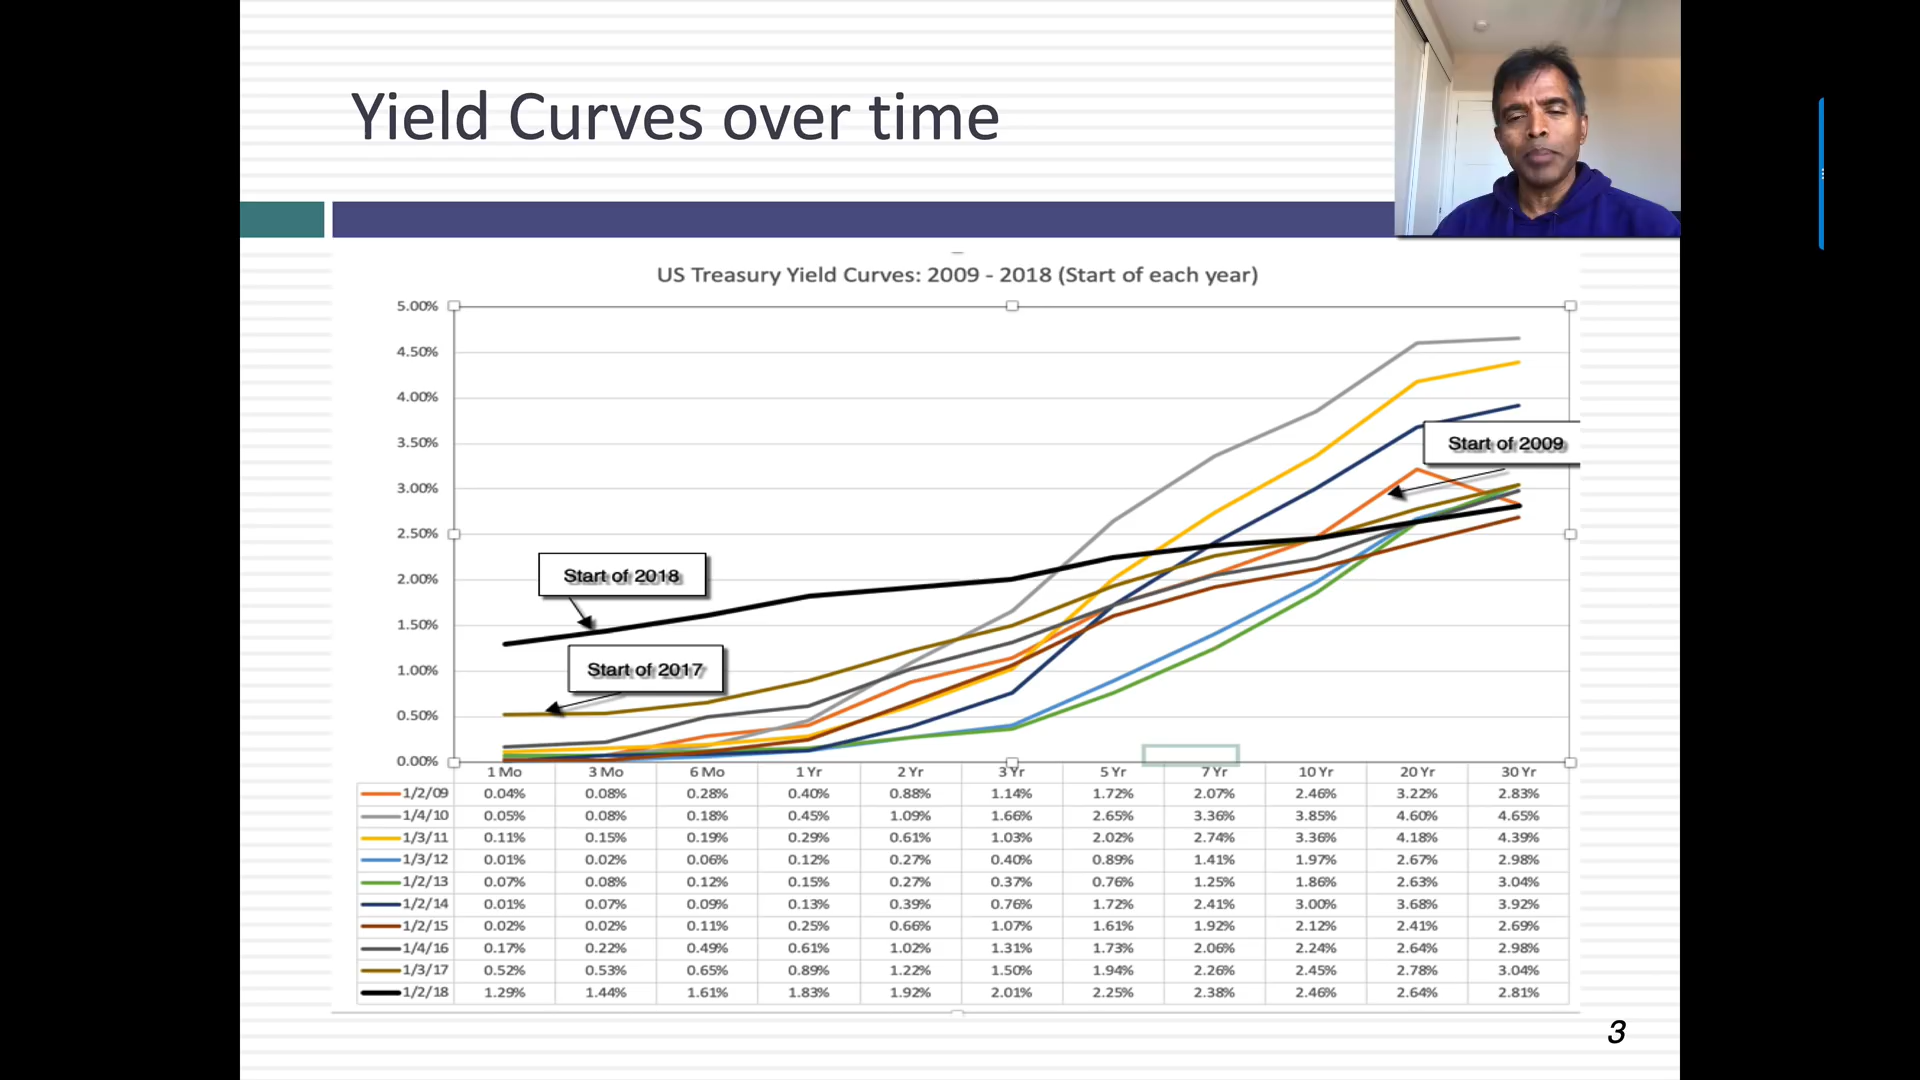 Yield Curves over time
US Treasury Yield Curves: 2009 - 2018 (Start of each year)
5.00%
4.50%
4.00%
3.50%
3.00%
2.50%
2.00%
1.50%
1.00%
0.50%
0.00%
Start of 2009
Start of 2018
Start of 2017
1 Mo 3 Mo 6 Mo 1 Yr 2 Yr 3 Yr 5 Yr 7 Yr 10 Yr 20 Yr 30 Yr
1/2/09 0.04% 0.08% 0.28% 0.40% 0.88% 1.14% 1.72% 2.07% 2.46% 3.22% 2.83%
1/4/10 0.05% 0.08% 0.18% 0.45% 1.09% 1.66% 2.65% 3.36% 3.85% 4.60% 4.65%
1/3/11 0.11% 0.15% 0.19% 0.29% 0.61% 1.03% 2.02% 2.74% 3.36% 4.18% 4.39%
1/3/12 0.01% 0.02% 0.06% 0.12% 0.27% 0.40% 0.89% 1.41% 1.97% 2.67% 2.98%
1/2/13 0.07% 0.08% 0.12% 0.15% 0.27% 0.37% 0.76% 1.25% 1.86% 2.63% 3.04%
1/2/14 0.01% 0.07% 0.09% 0.13% 0.39% 0.76% 1.72% 2.41% 3.00% 3.68% 3.92%
1/2/15 0.02% 0.02% 0.11% 0.25% 0.66% 1.07% 1.61% 1.92% 2.12% 2.41% 2.69%
1/4/16 0.17% 0.22% 0.49% 0.61% 1.02% 1.31% 1.73% 2.06% 2.24% 2.64% 2.98%
1/3/17 0.52% 0.53% 0.65% 0.89% 1.22% 1.50% 1.94% 2.26% 2.45% 2.78% 3.04%
1/2/18 1.29% 1.44% 1.61% 1.83% 1.92% 2.01% 2.25% 2.38% 2.46% 2.64% 2.81%
3